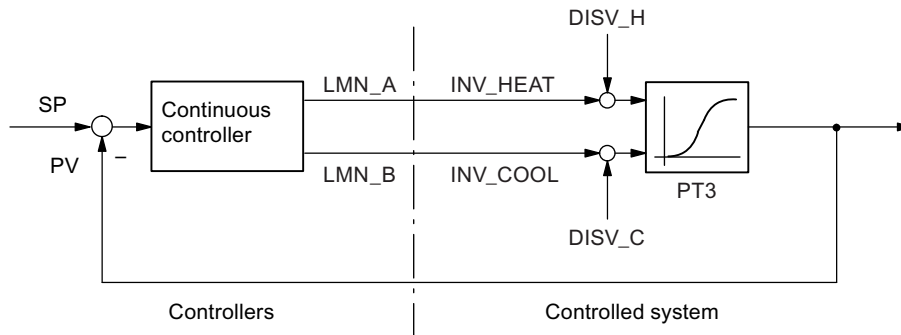 DISV_H
LMN_A
INV_HEAT
SP
Continuous
controller
PV
–
LMN_B
INV_COOL
PT3
DISV_C
Controllers
Controlled system